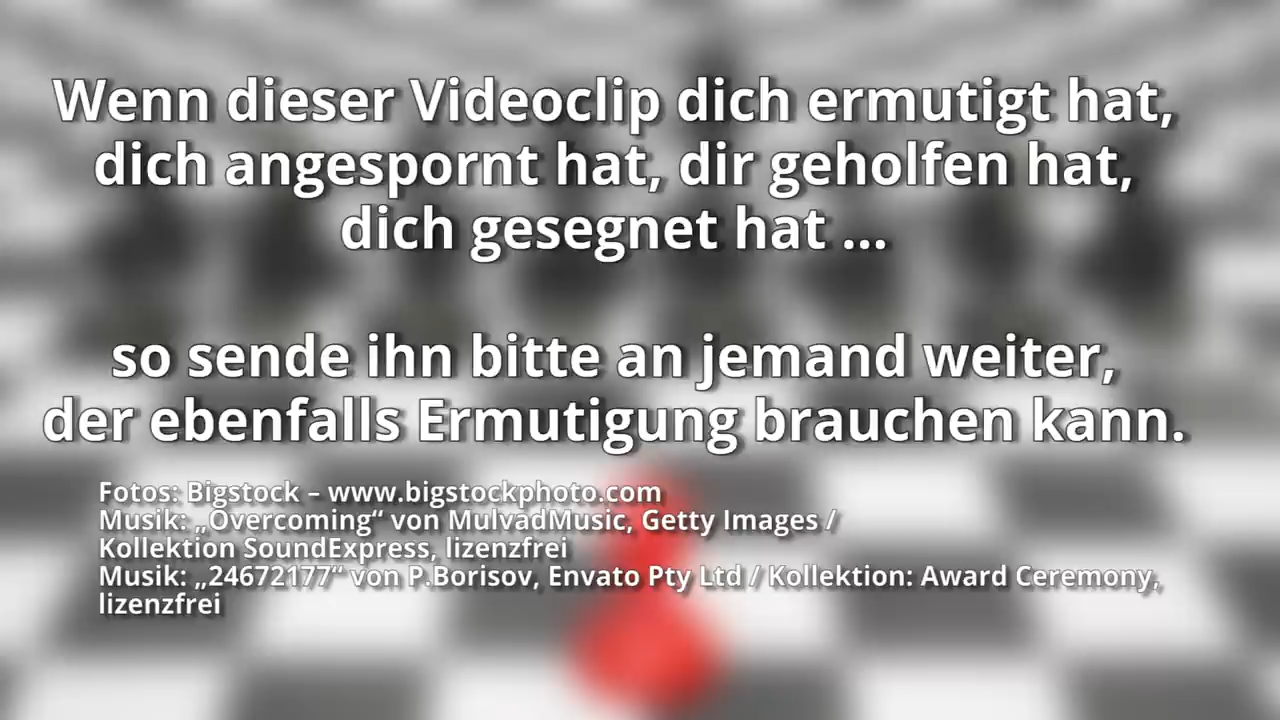 Wenn dieser Videoclip dich ermutigt hat,
dich angespornt hat, dir geholfen hat,
dich gesegnet hat ...
so sende ihn bitte an jemand weiter,
der ebenfalls Ermutigung brauchen kann.
Fotos: Bigstock – www.bigstockphoto.com
Musik: „Overcoming“ von MulvadMusic, Getty Images /
Kollektion SoundExpress, lizenzfrei
Musik: „24672177“ von P.Borisov, Envato Pty Ltd / Kollektion: Award Ceremony,
lizenzfrei